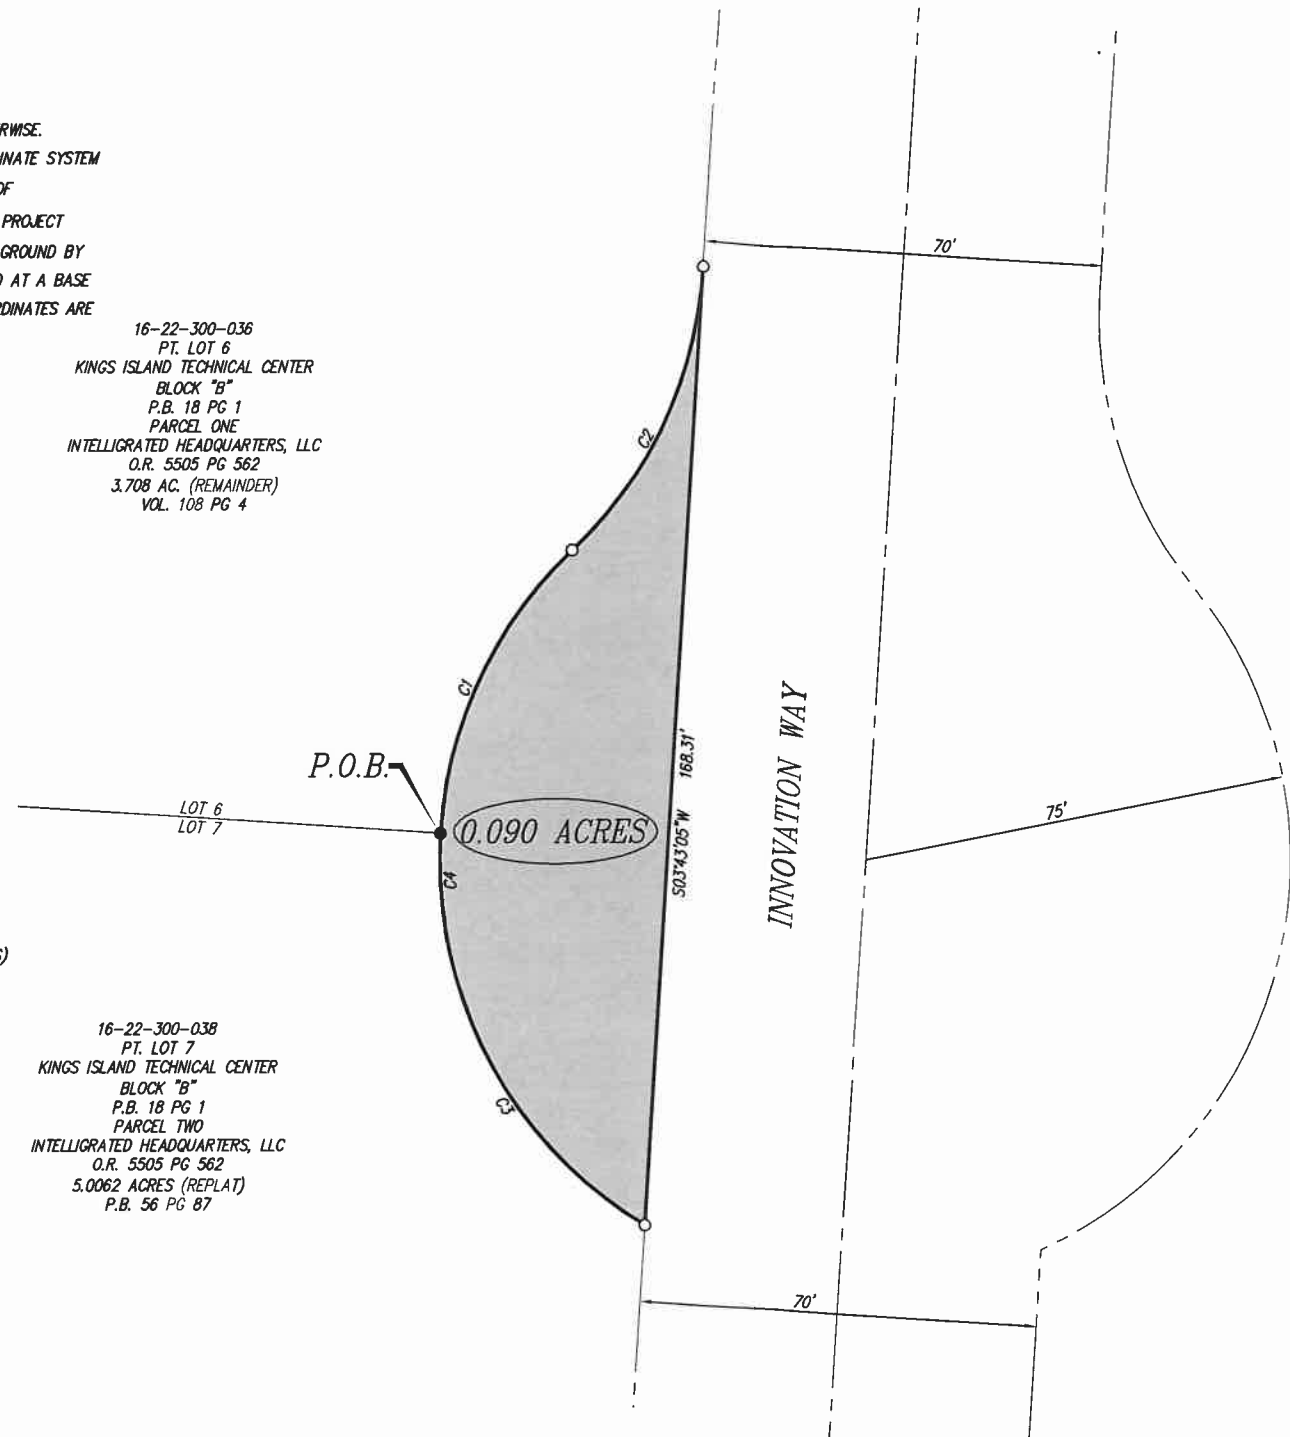 RWISE.
INATE SYSTEM
OF
PROJECT
GROUND BY
AT A BASE
RDINATES ARE
16-22-300-036
PT. LOT 6
KINGS ISLAND TECHNICAL CENTER
BLOCK "B"
P.B. 18 PG 1
PARCEL ONE
INTELLIGRATED HEADQUARTERS, LLC
O.R. 5505 PG 562
3.708 AC. (REMAINDER)
VOL. 108 PG 4
70'
C2
C1
P.O.B.
LOT 6
LOT 7
0.090 ACRES
C4
S03°43'05"W 168.31'
INNOVATION WAY
75'
16-22-300-038
PT. LOT 7
KINGS ISLAND TECHNICAL CENTER
BLOCK "B"
P.B. 18 PG 1
PARCEL TWO
INTELLIGRATED HEADQUARTERS, LLC
O.R. 5505 PG 562
5.0062 ACRES (REPLAT)
P.B. 56 PG 87
C3
70'